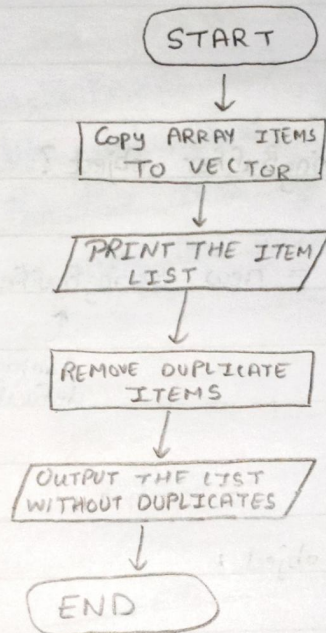 START
Copy ARRAY ITEMS
TO VECTOR
PRINT THE ITEM
LIST
REMOVE DUPLICATE
ITEMS
OUTPUT THE LIST
WITHOUT DUPLICATES
END